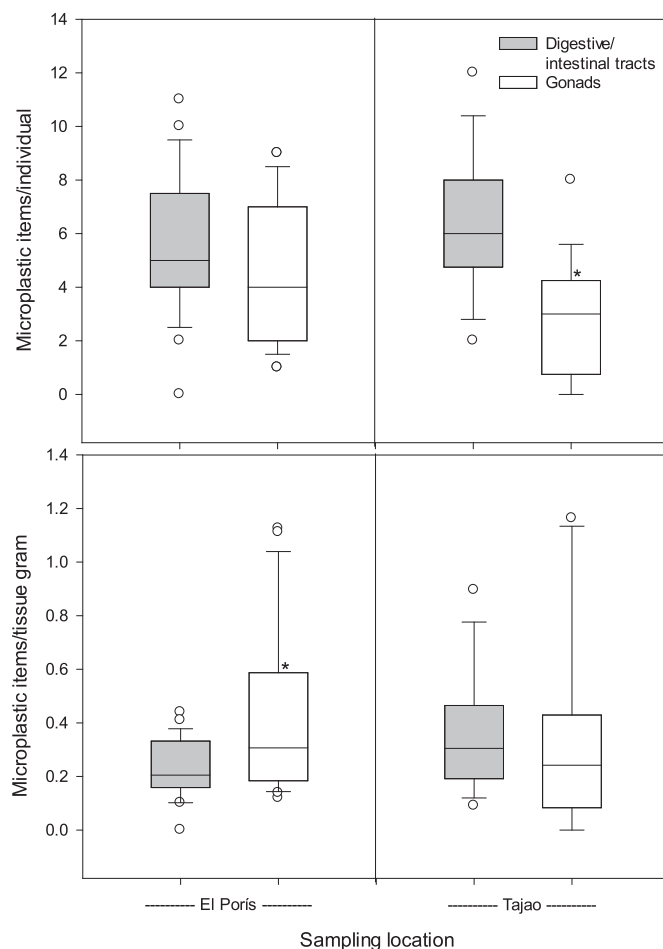 14
12
10
8
6
4
2
0
Microplastic items/individual
Digestive/
intestinal tracts
Gonads
*
*
1.4
1.2
1.0
0.8
0.6
0.4
0.2
0.0
Microplastic items/tissue gram
*
---------- El Porís ----------
---------- Tajao ----------
Sampling location